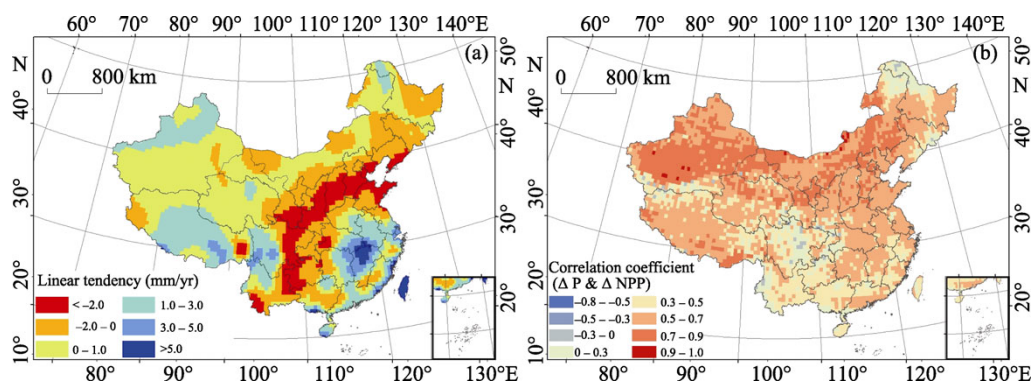 60° 70° 80° 90° 100° 110° 120° 130° 140°E
(a)
50°
N
N
0 800 km
40°
40°
30°
30°
20°
20°
10°
10°
Linear tendency (mm/yr)
< –2.0 1.0 – 3.0
–2.0 – 0 3.0 – 5.0
0 – 1.0 >5.0
80° 90° 100° 110° 120° 130°E
60° 70° 80° 90° 100° 110° 120° 130° 140°E
(b)
50°
N
N
0 800 km
40°
40°
30°
30°
20°
20°
10°
Correlation coefficient
(Δ P & Δ NPP)
–0.8 – –0.5 0.3 – 0.5
–0.5 – –0.3 0.5 – 0.7
–0.3 – 0 0.7 – 0.9
0 – 0.3 0.9 – 1.0
80° 90° 100° 110° 120° 130°E